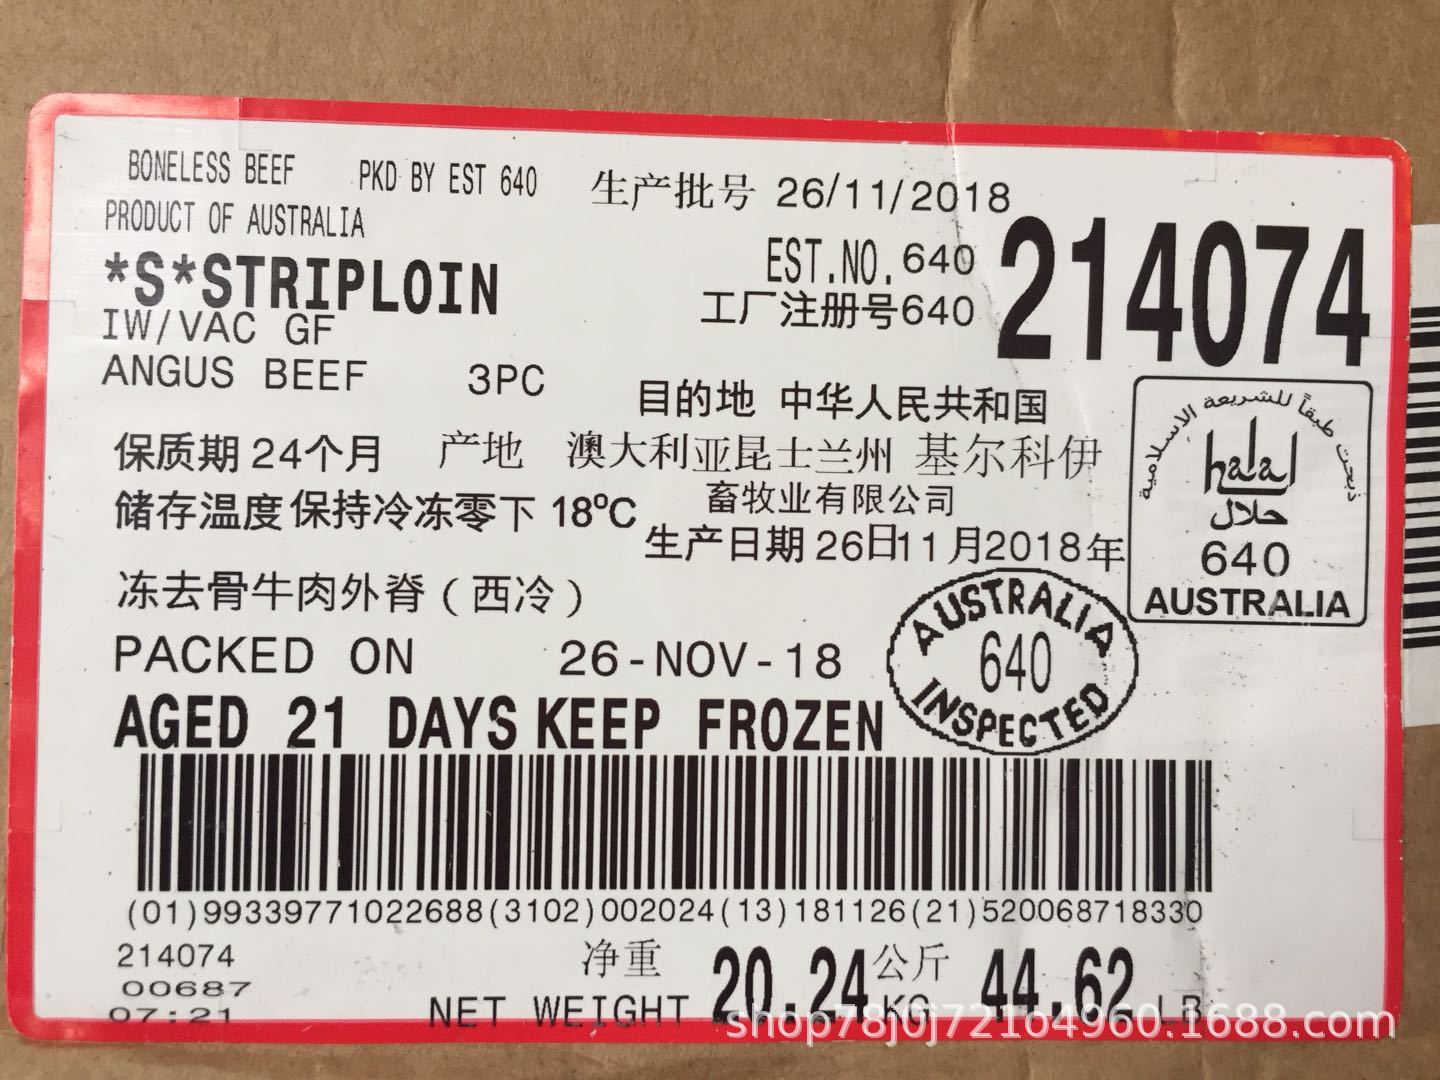 BONELESS BEEF PKD BY EST 640 生产批号 26/11/2018
PRODUCT OF AUSTRALIA
*S*STRIPLOIN EST.NO. 640 214074
IW/VAC GF 工厂注册号640
ANGUS BEEF 3PC 目的地 中华人民共和国
保质期 24个月 产地 澳大利亚昆士兰州 基尔科伊
畜牧业有限公司
储存温度 保持冷冻零下 18ºC
生产日期 26日11月2018年
ذبحت طبقاً للشريعة الاسلامية
halal
حلال
640
AUSTRALIA
冻去骨牛肉外脊（西冷）
PACKED ON 26-NOV-18
AUSTRALIA
640
INSPECTED
AGED 21 DAYS KEEP FROZEN
(01)99339771022688(3102)002024(13)181126(21)520068718330
214074
00687
07:21
净重 20.24 公斤 44.62
NET WEIGHT KG LB
shop78j0j721o4960.1688.com